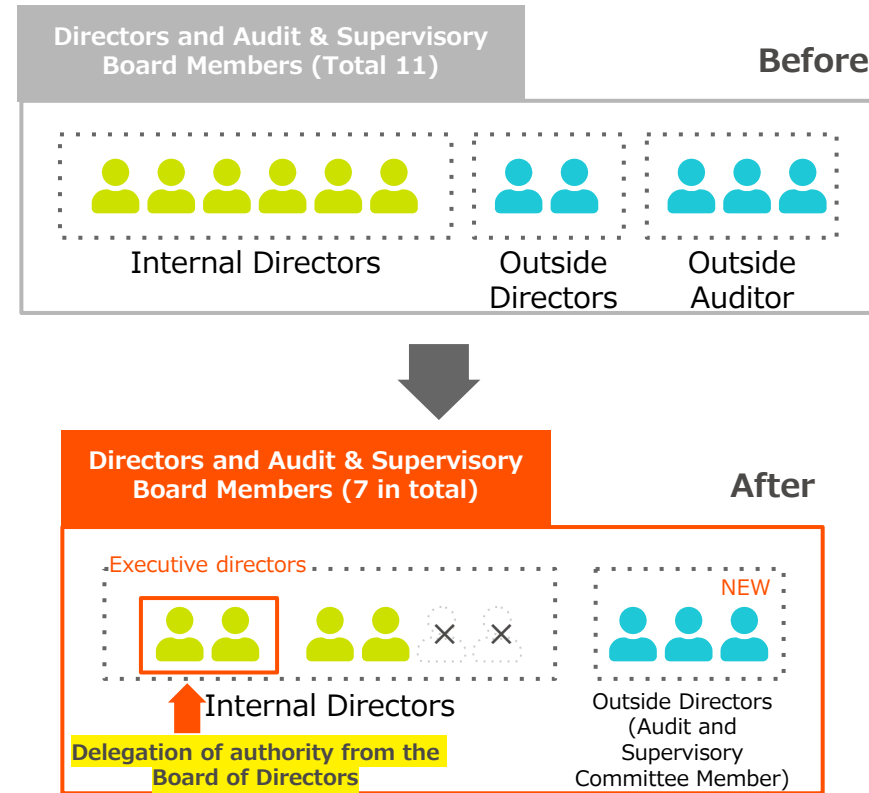 Directors and Audit & Supervisory
Board Members (Total 11)
Before
Internal Directors
Outside
Directors
Outside
Auditor
Directors and Audit & Supervisory
Board Members (7 in total)
After
Executive directors
NEW
Internal Directors
Delegation of authority from the
Board of Directors
Outside Directors
(Audit and
Supervisory
Committee Member)